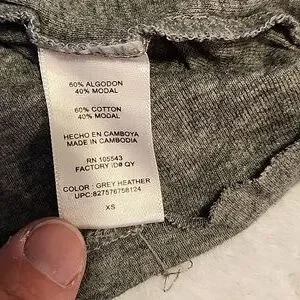 60% ALGODON
40% MODAL
60% COTTON
40% MODAL
HECHO EN CAMBOYA
MADE IN CAMBODIA
RN 105543
FACTORY ID# QY
COLOR : GREY HEATHER
UPC:827576758124
XS